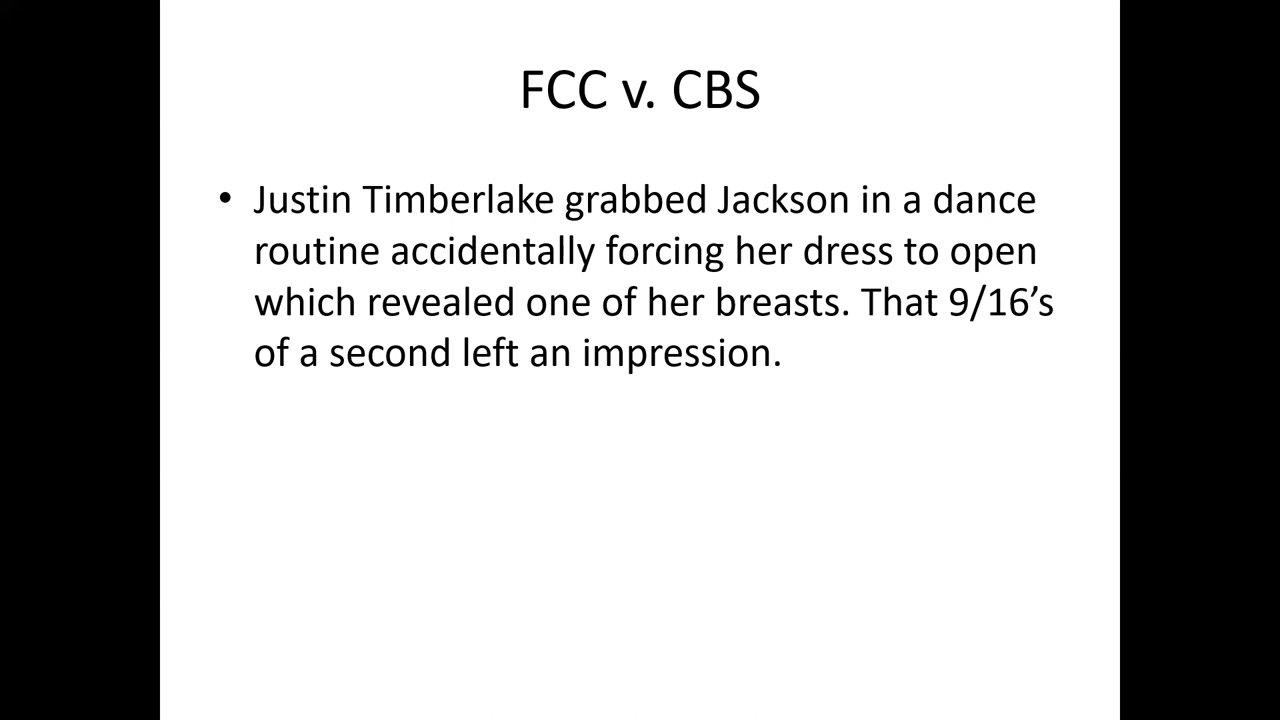 FCC v. CBS
• Justin Timberlake grabbed Jackson in a dance
routine accidentally forcing her dress to open
which revealed one of her breasts. That 9/16’s
of a second left an impression.